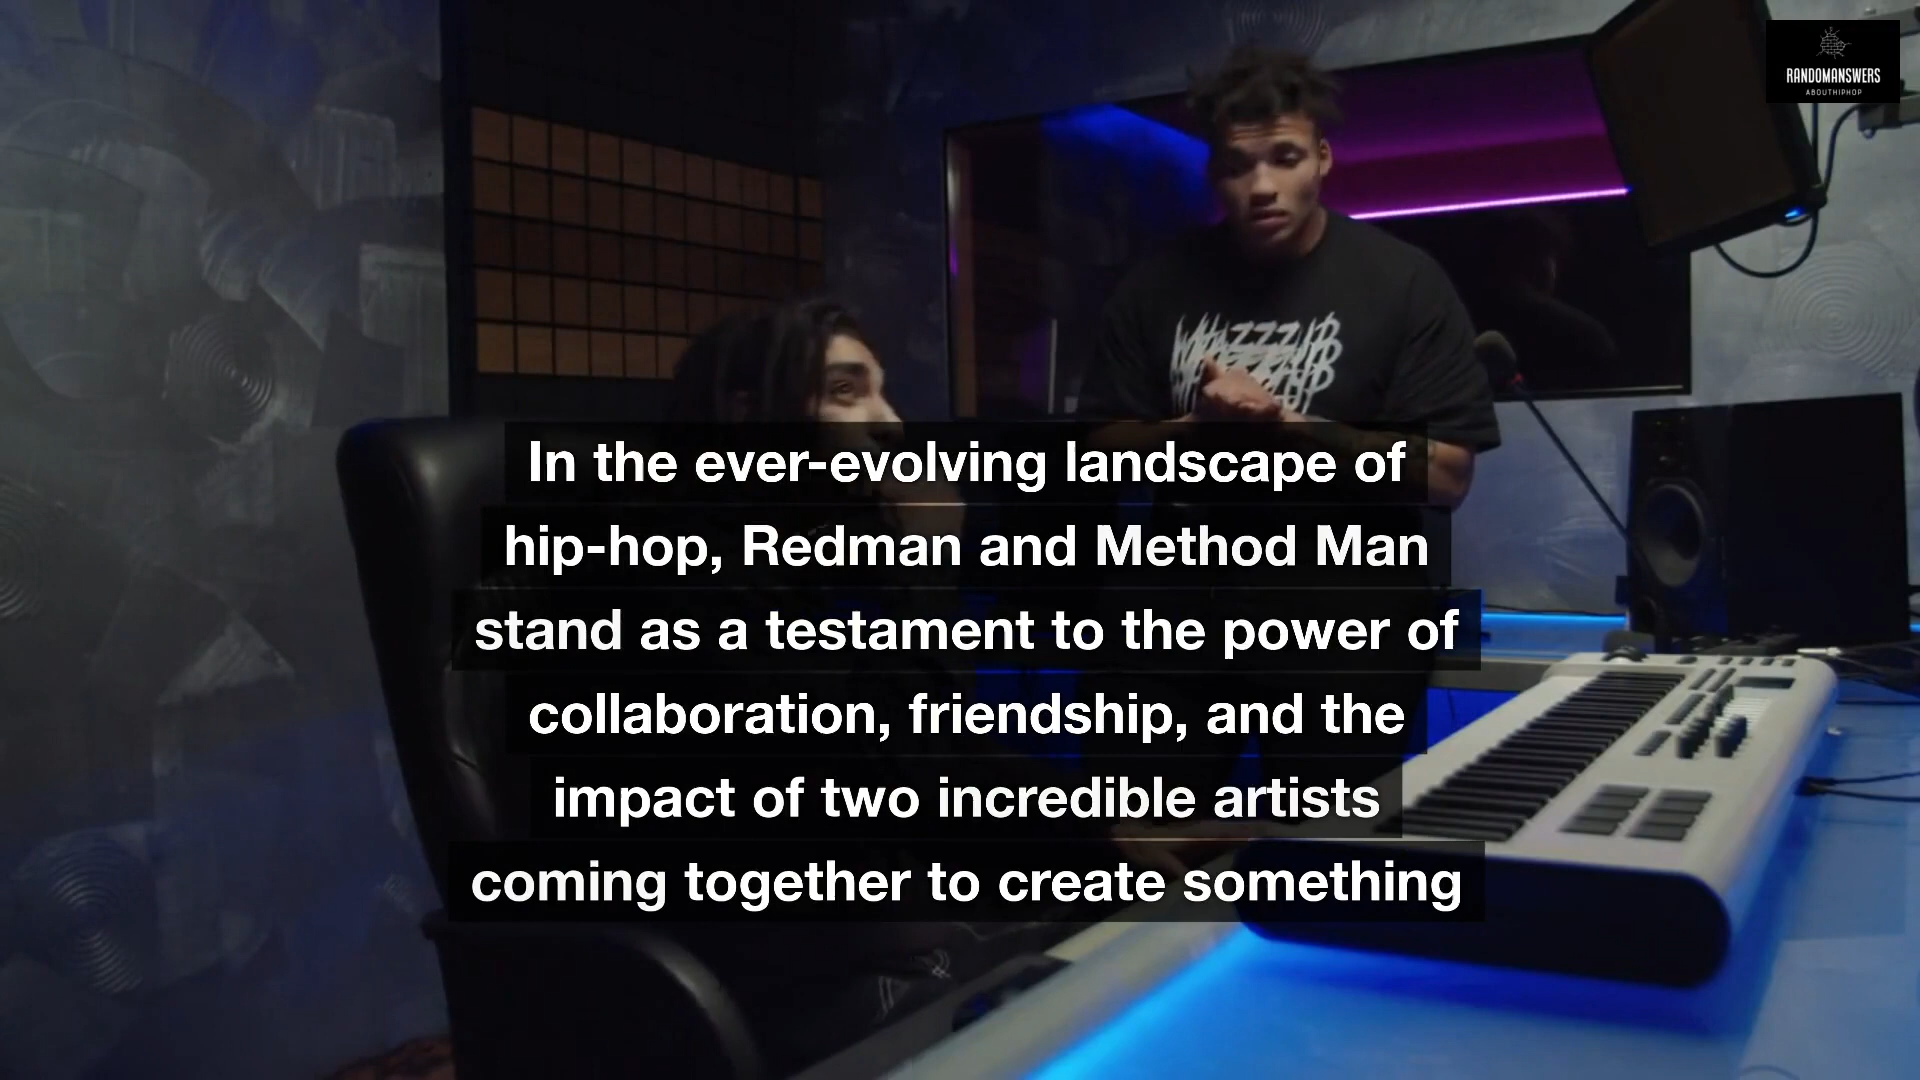 RANDOMANSWERS
ABOUTHIPHOP
In the ever-evolving landscape of
hip-hop, Redman and Method Man
stand as a testament to the power of
collaboration, friendship, and the
impact of two incredible artists
coming together to create something